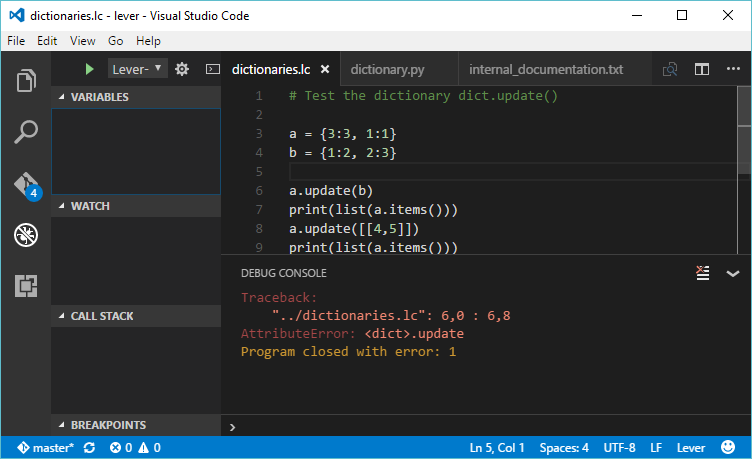 dictionaries.lc - lever - Visual Studio Code
File Edit View Go Help
Lever-
dictionaries.lc dictionary.py internal_documentation.txt
VARIABLES
WATCH
CALL STACK
BREAKPOINTS
4
1 # Test the dictionary dict.update()
2
3 a = {3:3, 1:1}
4 b = {1:2, 2:3}
5
6 a.update(b)
7 print(list(a.items()))
8 a.update([[4,5]])
9 print(list(a.items()))
DEBUG CONSOLE
Traceback:
"../dictionaries.lc": 6,0 : 6,8
AttributeError: <dict>.update
Program closed with error: 1
master* 0 0 Ln 5, Col 1 Spaces: 4 UTF-8 LF Lever